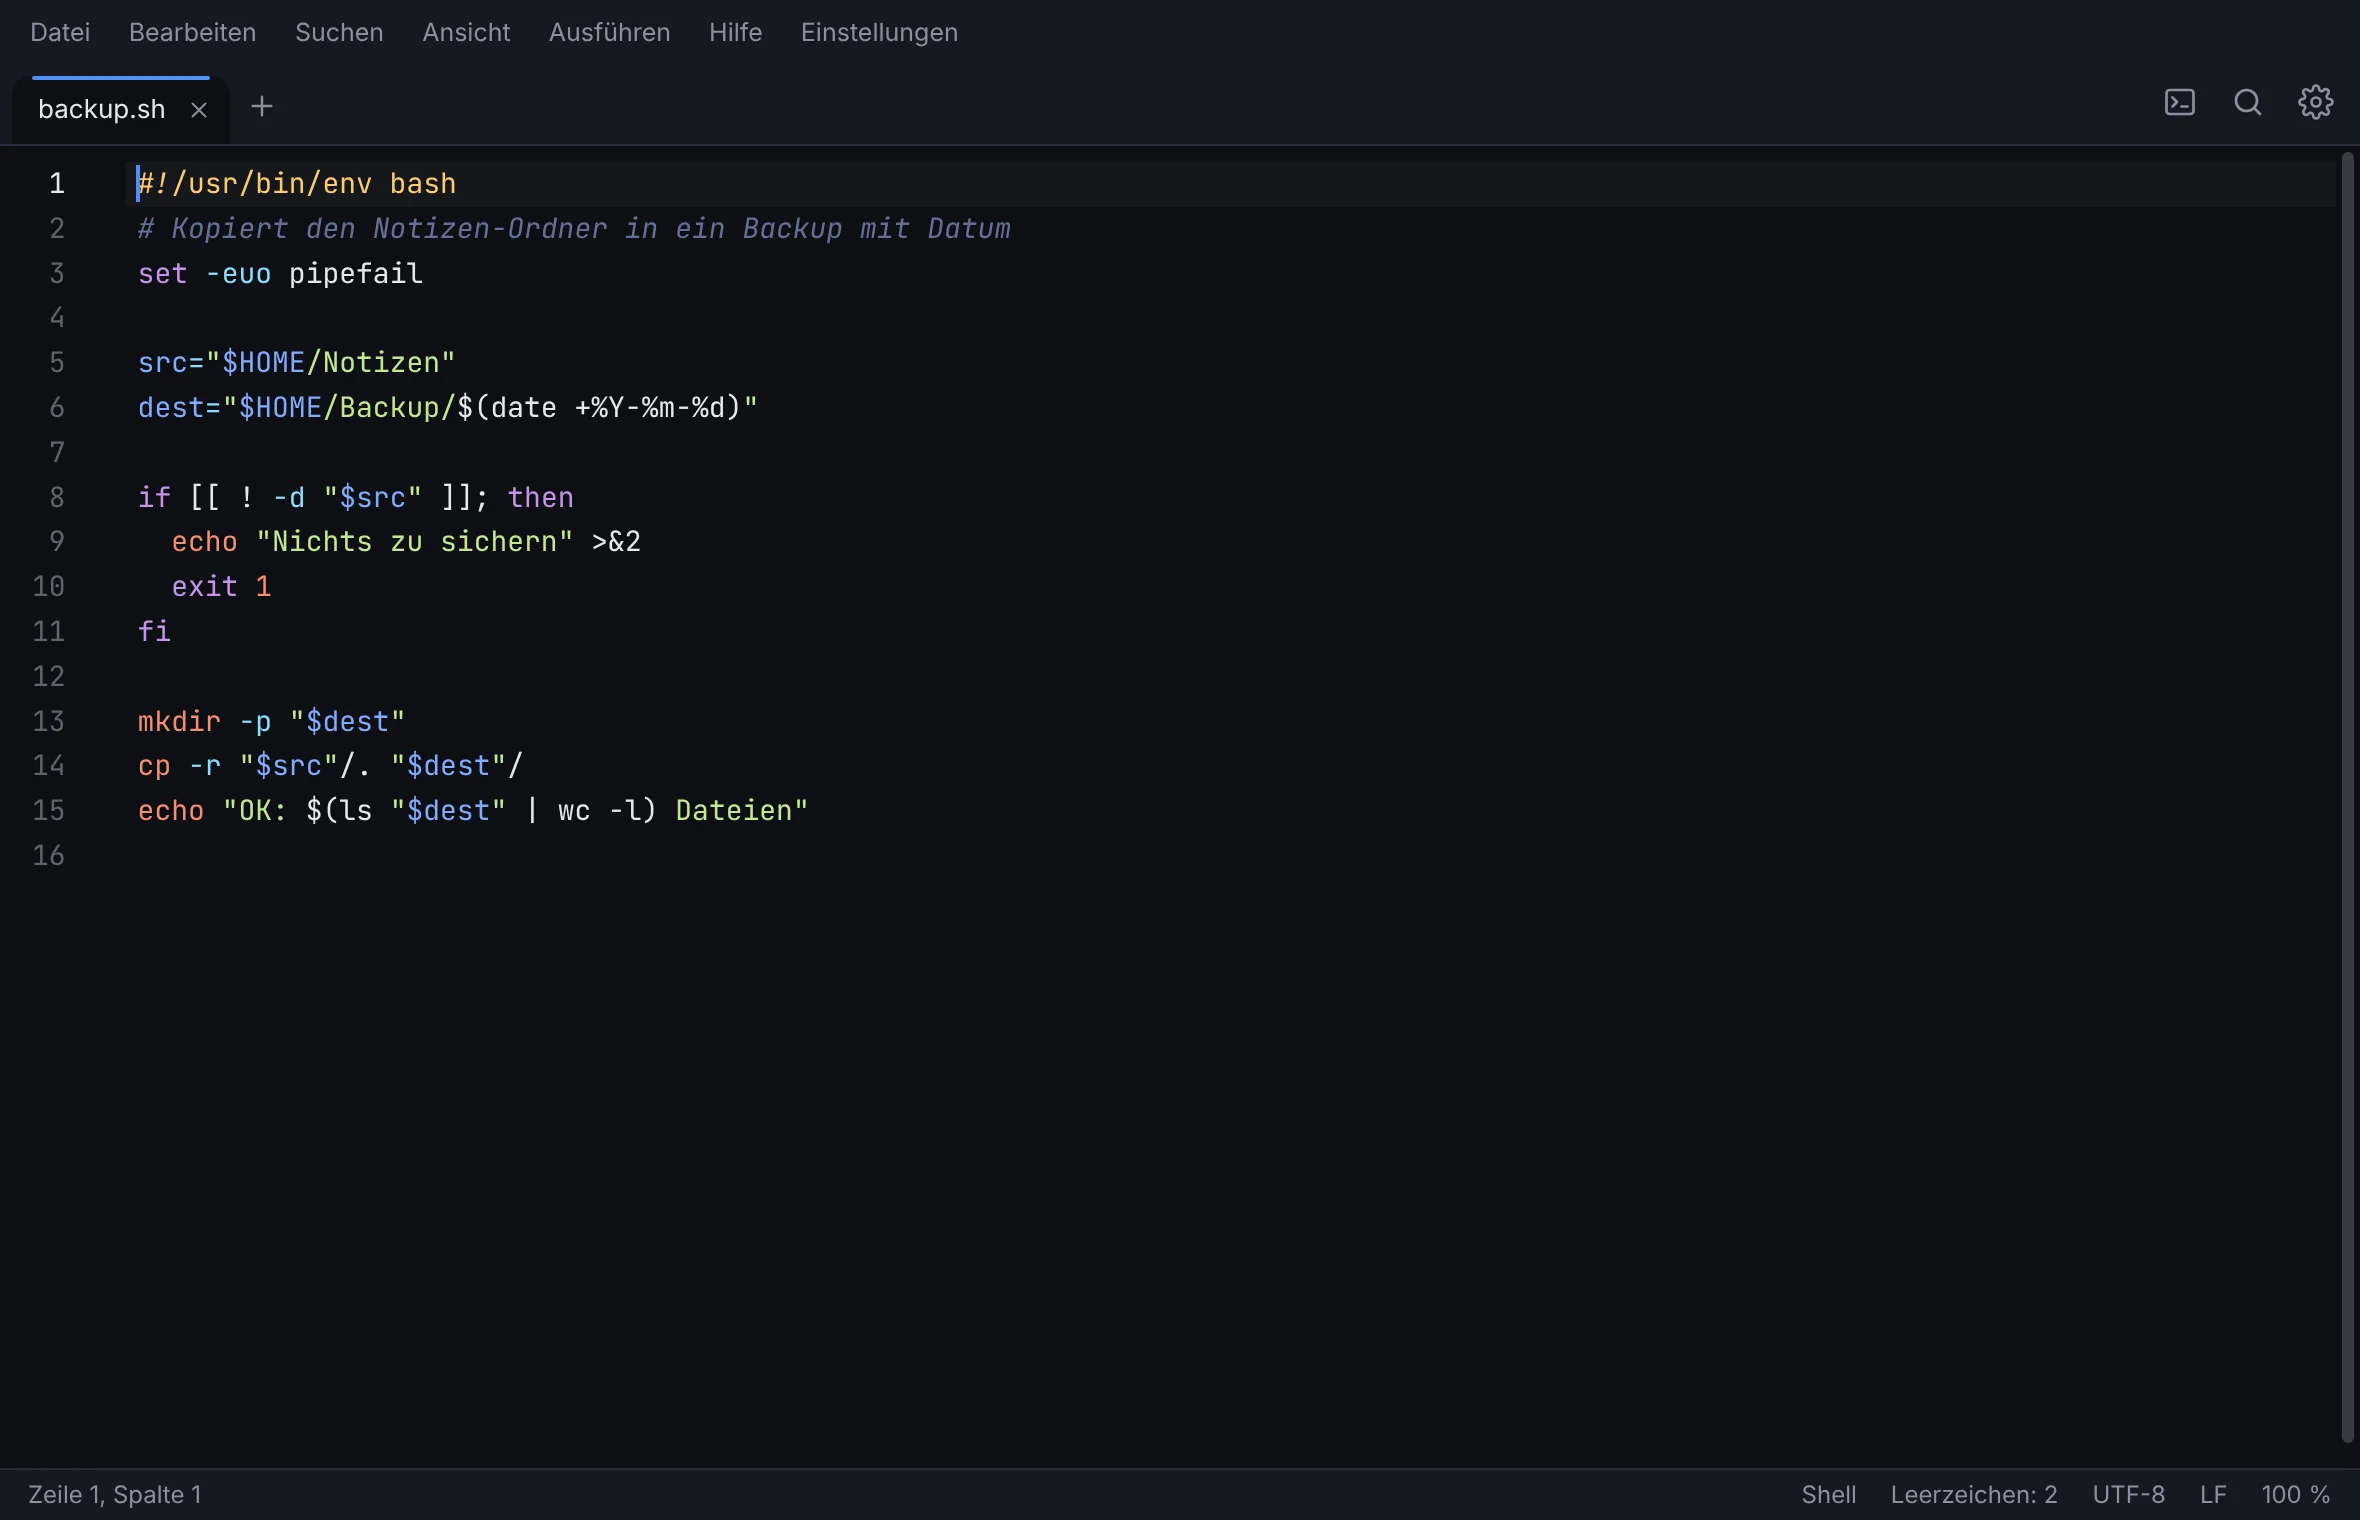 Datei Bearbeiten Suchen Ansicht Ausführen Hilfe Einstellungen
backup.sh
1 #!/usr/bin/env bash
2 # Kopiert den Notizen-Ordner in ein Backup mit Datum
3 set -euo pipefail
4
5 src="$HOME/Notizen"
6 dest="$HOME/Backup/$(date +%Y-%m-%d)"
7
8 if [[ ! -d "$src" ]]; then
9   echo "Nichts zu sichern" >&2
10   exit 1
11 fi
12
13 mkdir -p "$dest"
14 cp -r "$src"/. "$dest"/
15 echo "OK: $(ls "$dest" | wc -l) Dateien"
16
Zeile 1, Spalte 1 Shell Leerzeichen: 2 UTF-8 LF 100 %